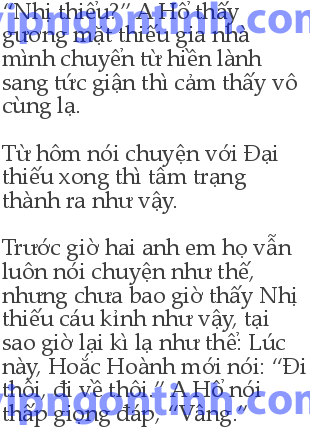 “Nhị thiếu?” A Hổ thấy
gương mặt thiếu gia nhà
mình chuyển từ hiền lành
sang tức giận thì cảm thấy vô
cùng lạ.
Từ hôm nói chuyện với Đại
thiếu xong thì tâm trạng
thành ra như vậy.
Trước giờ hai anh em họ vẫn
luôn nói chuyện như thế,
nhưng chưa bao giờ thấy Nhị
thiếu cáu kỉnh như vậy, tại
sao giờ lại kì lạ như thế? Lúc
này, Hoắc Hoành mới nói: “Đi
thôi, đi về thôi.” A Hổ nói
thấp giọng đáp, “Vâng.”